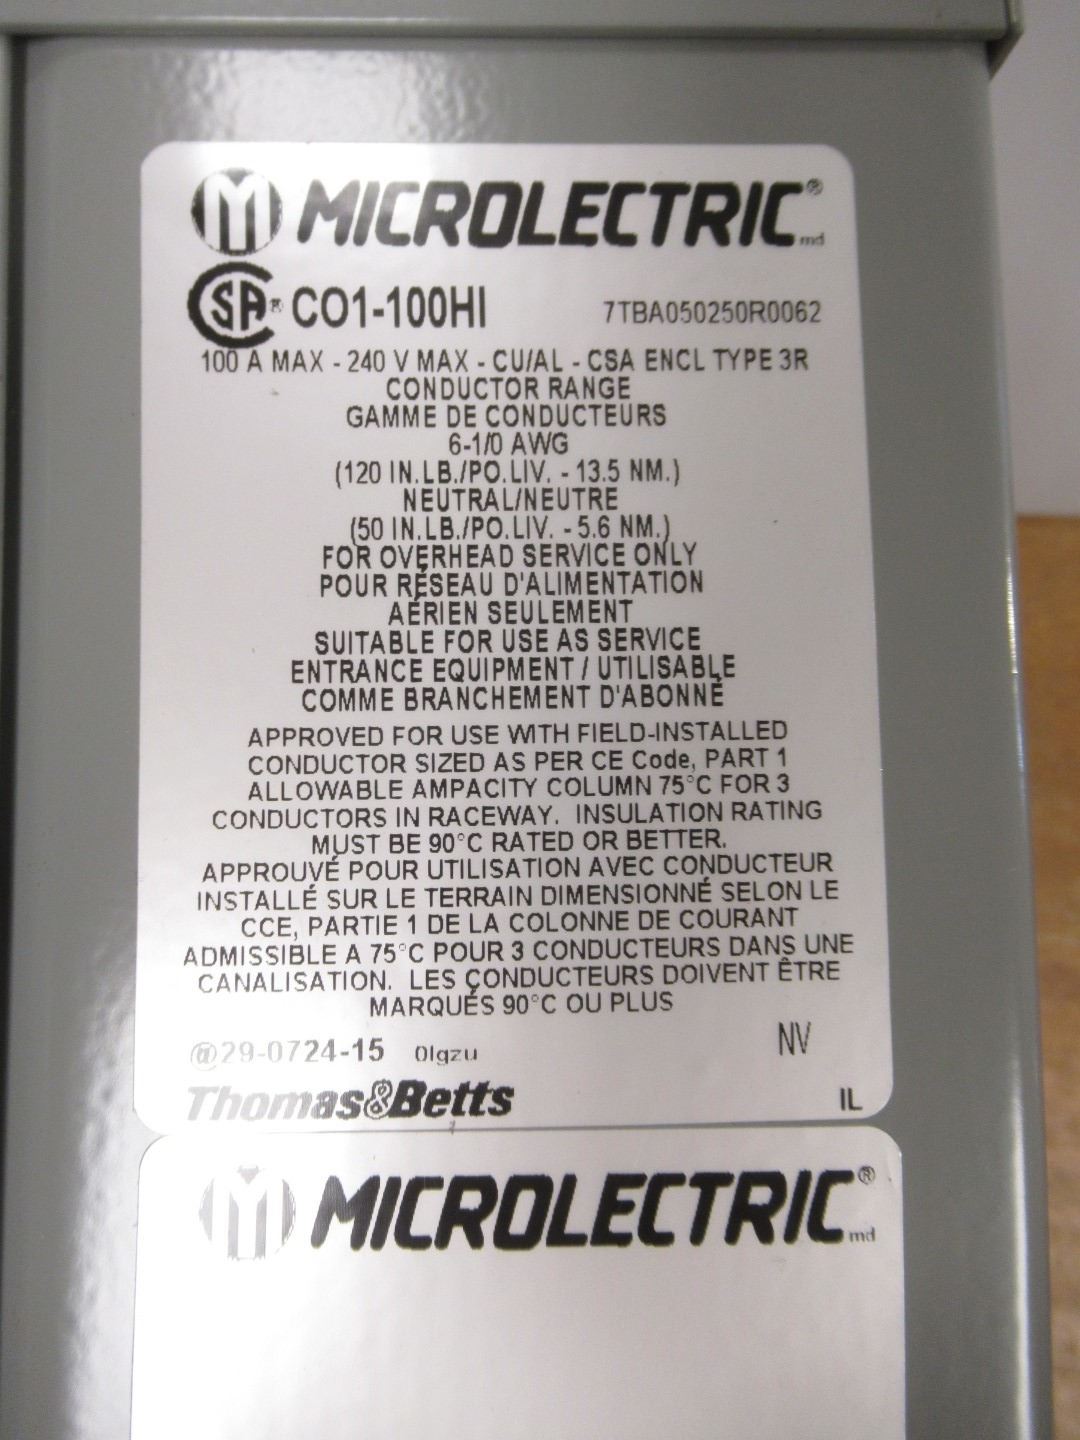 M MICROLECTRIC® md
CSA® CO1-100HI 7TBA050250R0062
100 A MAX - 240 V MAX - CU/AL - CSA ENCL TYPE 3R
CONDUCTOR RANGE
GAMME DE CONDUCTEURS
6-1/0 AWG
(120 IN.LB./PO.LIV. - 13.5 NM.)
NEUTRAL/NEUTRE
(50 IN.LB./PO.LIV. - 5.6 NM.)
FOR OVERHEAD SERVICE ONLY
POUR RÉSEAU D'ALIMENTATION
AÉRIEN SEULEMENT
SUITABLE FOR USE AS SERVICE
ENTRANCE EQUIPMENT / UTILISABLE
COMME BRANCHEMENT D'ABONNÉ
APPROVED FOR USE WITH FIELD-INSTALLED
CONDUCTOR SIZED AS PER CE Code, PART 1
ALLOWABLE AMPACITY COLUMN 75°C FOR 3
CONDUCTORS IN RACEWAY. INSULATION RATING
MUST BE 90°C RATED OR BETTER.
APPROUVÉ POUR UTILISATION AVEC CONDUCTEUR
INSTALLÉ SUR LE TERRAIN DIMENSIONNÉ SELON LE
CCE, PARTIE 1 DE LA COLONNE DE COURANT
ADMISSIBLE A 75°C POUR 3 CONDUCTEURS DANS UNE
CANALISATION. LES CONDUCTEURS DOIVENT ÊTRE
MARQUÉS 90°C OU PLUS
29-0724-15 0lgzu NV
Thomas&Betts IL
M MICROLECTRIC® md